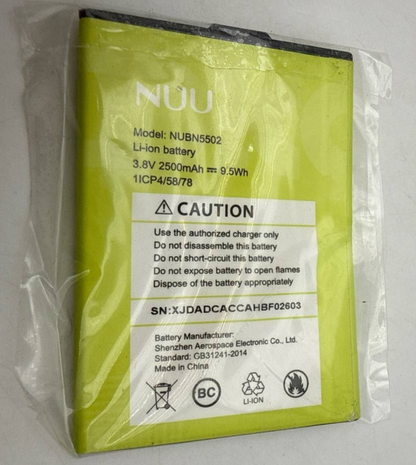 NUU
Model: NUBN5502
Li-ion battery
3.8V 2500mAh ⎓ 9.5Wh
1ICP4/58/78
⚠ CAUTION
Use the authorized charger only
Do not disassemble this battery
Do not short-circuit this battery
Do not expose battery to open flames
Dispose of the battery appropriately
SN:XJDADCACCAHBF02603
Battery Manufacturer:
Shenzhen Aerospace Electronic Co., Ltd.
Standard: GB31241-2014
Made in China
BC
LI-ION